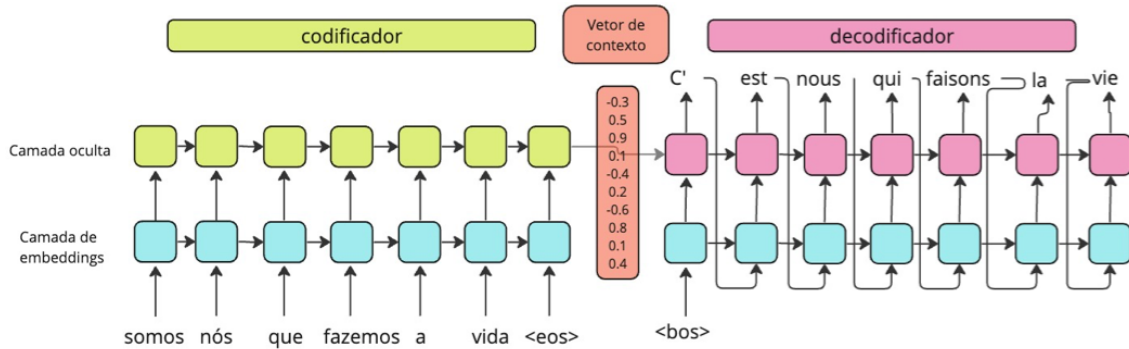 codificador
Vetor de
contexto
decodificador
C' est nous qui faisons la vie
Camada oculta
-0.3
0.5
0.9
0.1
-0.4
0.2
-0.6
0.8
0.1
0.4
Camada de
embeddings
somos nós que fazemos a vida <eos>
<bos>